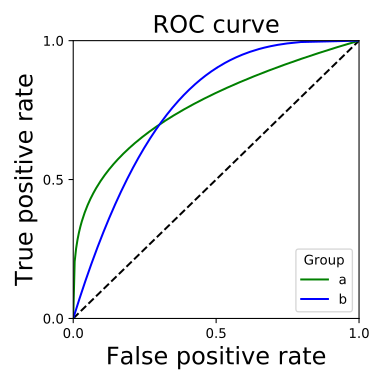 ROC curve
True positive rate
1.0
0.5
0.0
0.0
0.5
1.0
False positive rate
Group
a
b